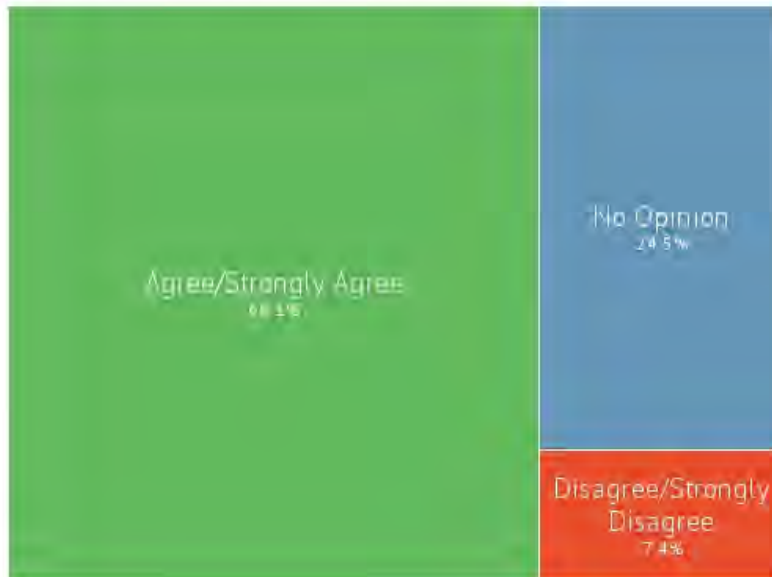 Agree/Strongly Agree
68.1%
No Opinion
24.5%
Disagree/Strongly
Disagree
7.4%